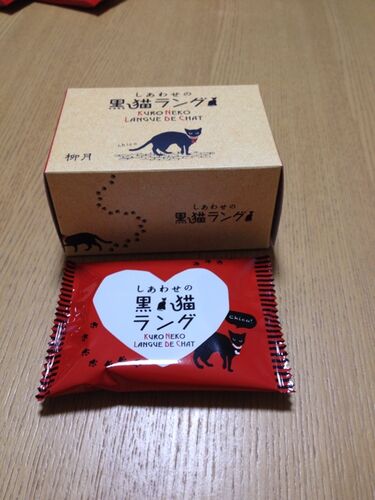 しあわせの
黒猫ラング
KURO NEKO
LANGUE DE CHAT
chico
柳月
しあわせの
黒猫ラング
しあわせの
黒猫
ラング
KURO NEKO
LANGUE DE CHAT
Chico!